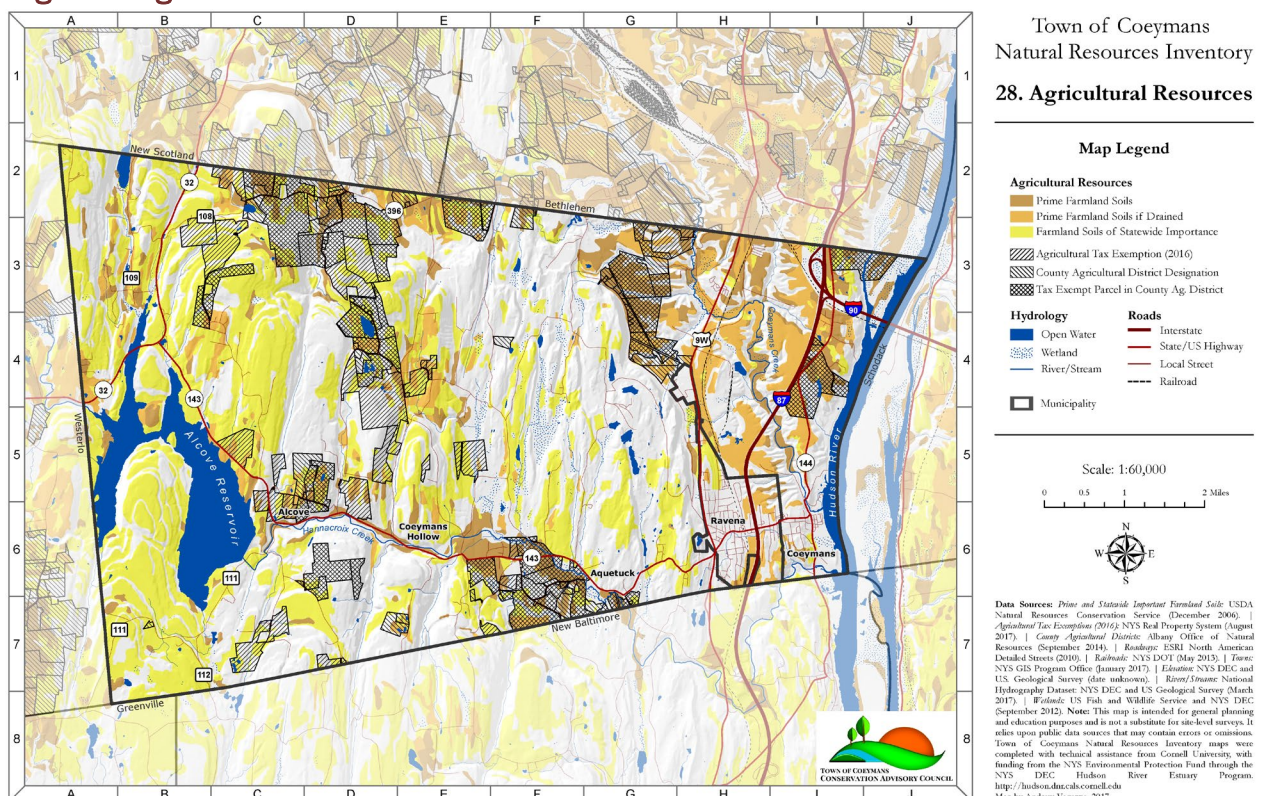 A B C D E F G H I J
Town of Coeymans
Natural Resources Inventory
28. Agricultural Resources
Map Legend
Agricultural Resources
Prime Farmland Soils
Prime Farmland Soils if Drained
Farmland Soils of Statewide Importance
Agricultural Tax Exemption (2016)
County Agricultural District Designation
Tax Exempt Parcel in County Ag. District
Hydrology
Open Water
Wetland
River/Stream
Roads
Interstate
State/US Highway
Local Street
Railroad
Municipality
Scale: 1:60,000
0 0.5 1 2 Miles
N
W E
S
Data Sources: Prime and Statewide Important Farmland Soils: USDA
Natural Resources Conservation Service (December 2006). |
Agricultural Tax Exemptions (2016): NYS Real Property System (August
2017). | County Agricultural Districts: Albany Office of Natural
Resources (September 2014). | Roadways: ESRI North American
Detailed Streets (2010). | Railroads: NYS DOT (May 2013). | Towns:
NYS GIS Program Office (January 2017). | Elevation: NYS DEC and
U.S. Geological Survey (date unknown). | Rivers/Streams: National
Hydrography Dataset: NYS DEC and US Geological Survey (March
2017). | Wetlands: US Fish and Wildlife Service and NYS DEC
(September 2012). Note: This map is intended for general planning
and education purposes and is not a substitute for site-level surveys. It
relies upon public data sources that may contain errors or omissions.
Town of Coeymans Natural Resources Inventory maps were
completed with technical assistance from Cornell University, with
funding from the NYS Environmental Protection Fund through the
NYS DEC Hudson River Estuary Program.
http://hudson.dnr.cals.cornell.edu
1
2
3
4
5
6
7
8
1
2
3
4
5
6
7
8
New Scotland
32
108
396
Bethlehem
109
90
9W
Coeymans Creek
Schodack
32
143
87
Westerlo
Alcove Reservoir
144
Hudson River
Alcove
Hannacroix Creek
Coeymans
Hollow
Ravena
143
Coeymans
111
Aquetuck
111
New Baltimore
112
Greenville
TOWN OF COEYMANS
CONSERVATION ADVISORY COUNCIL
A B C D E F G H I J